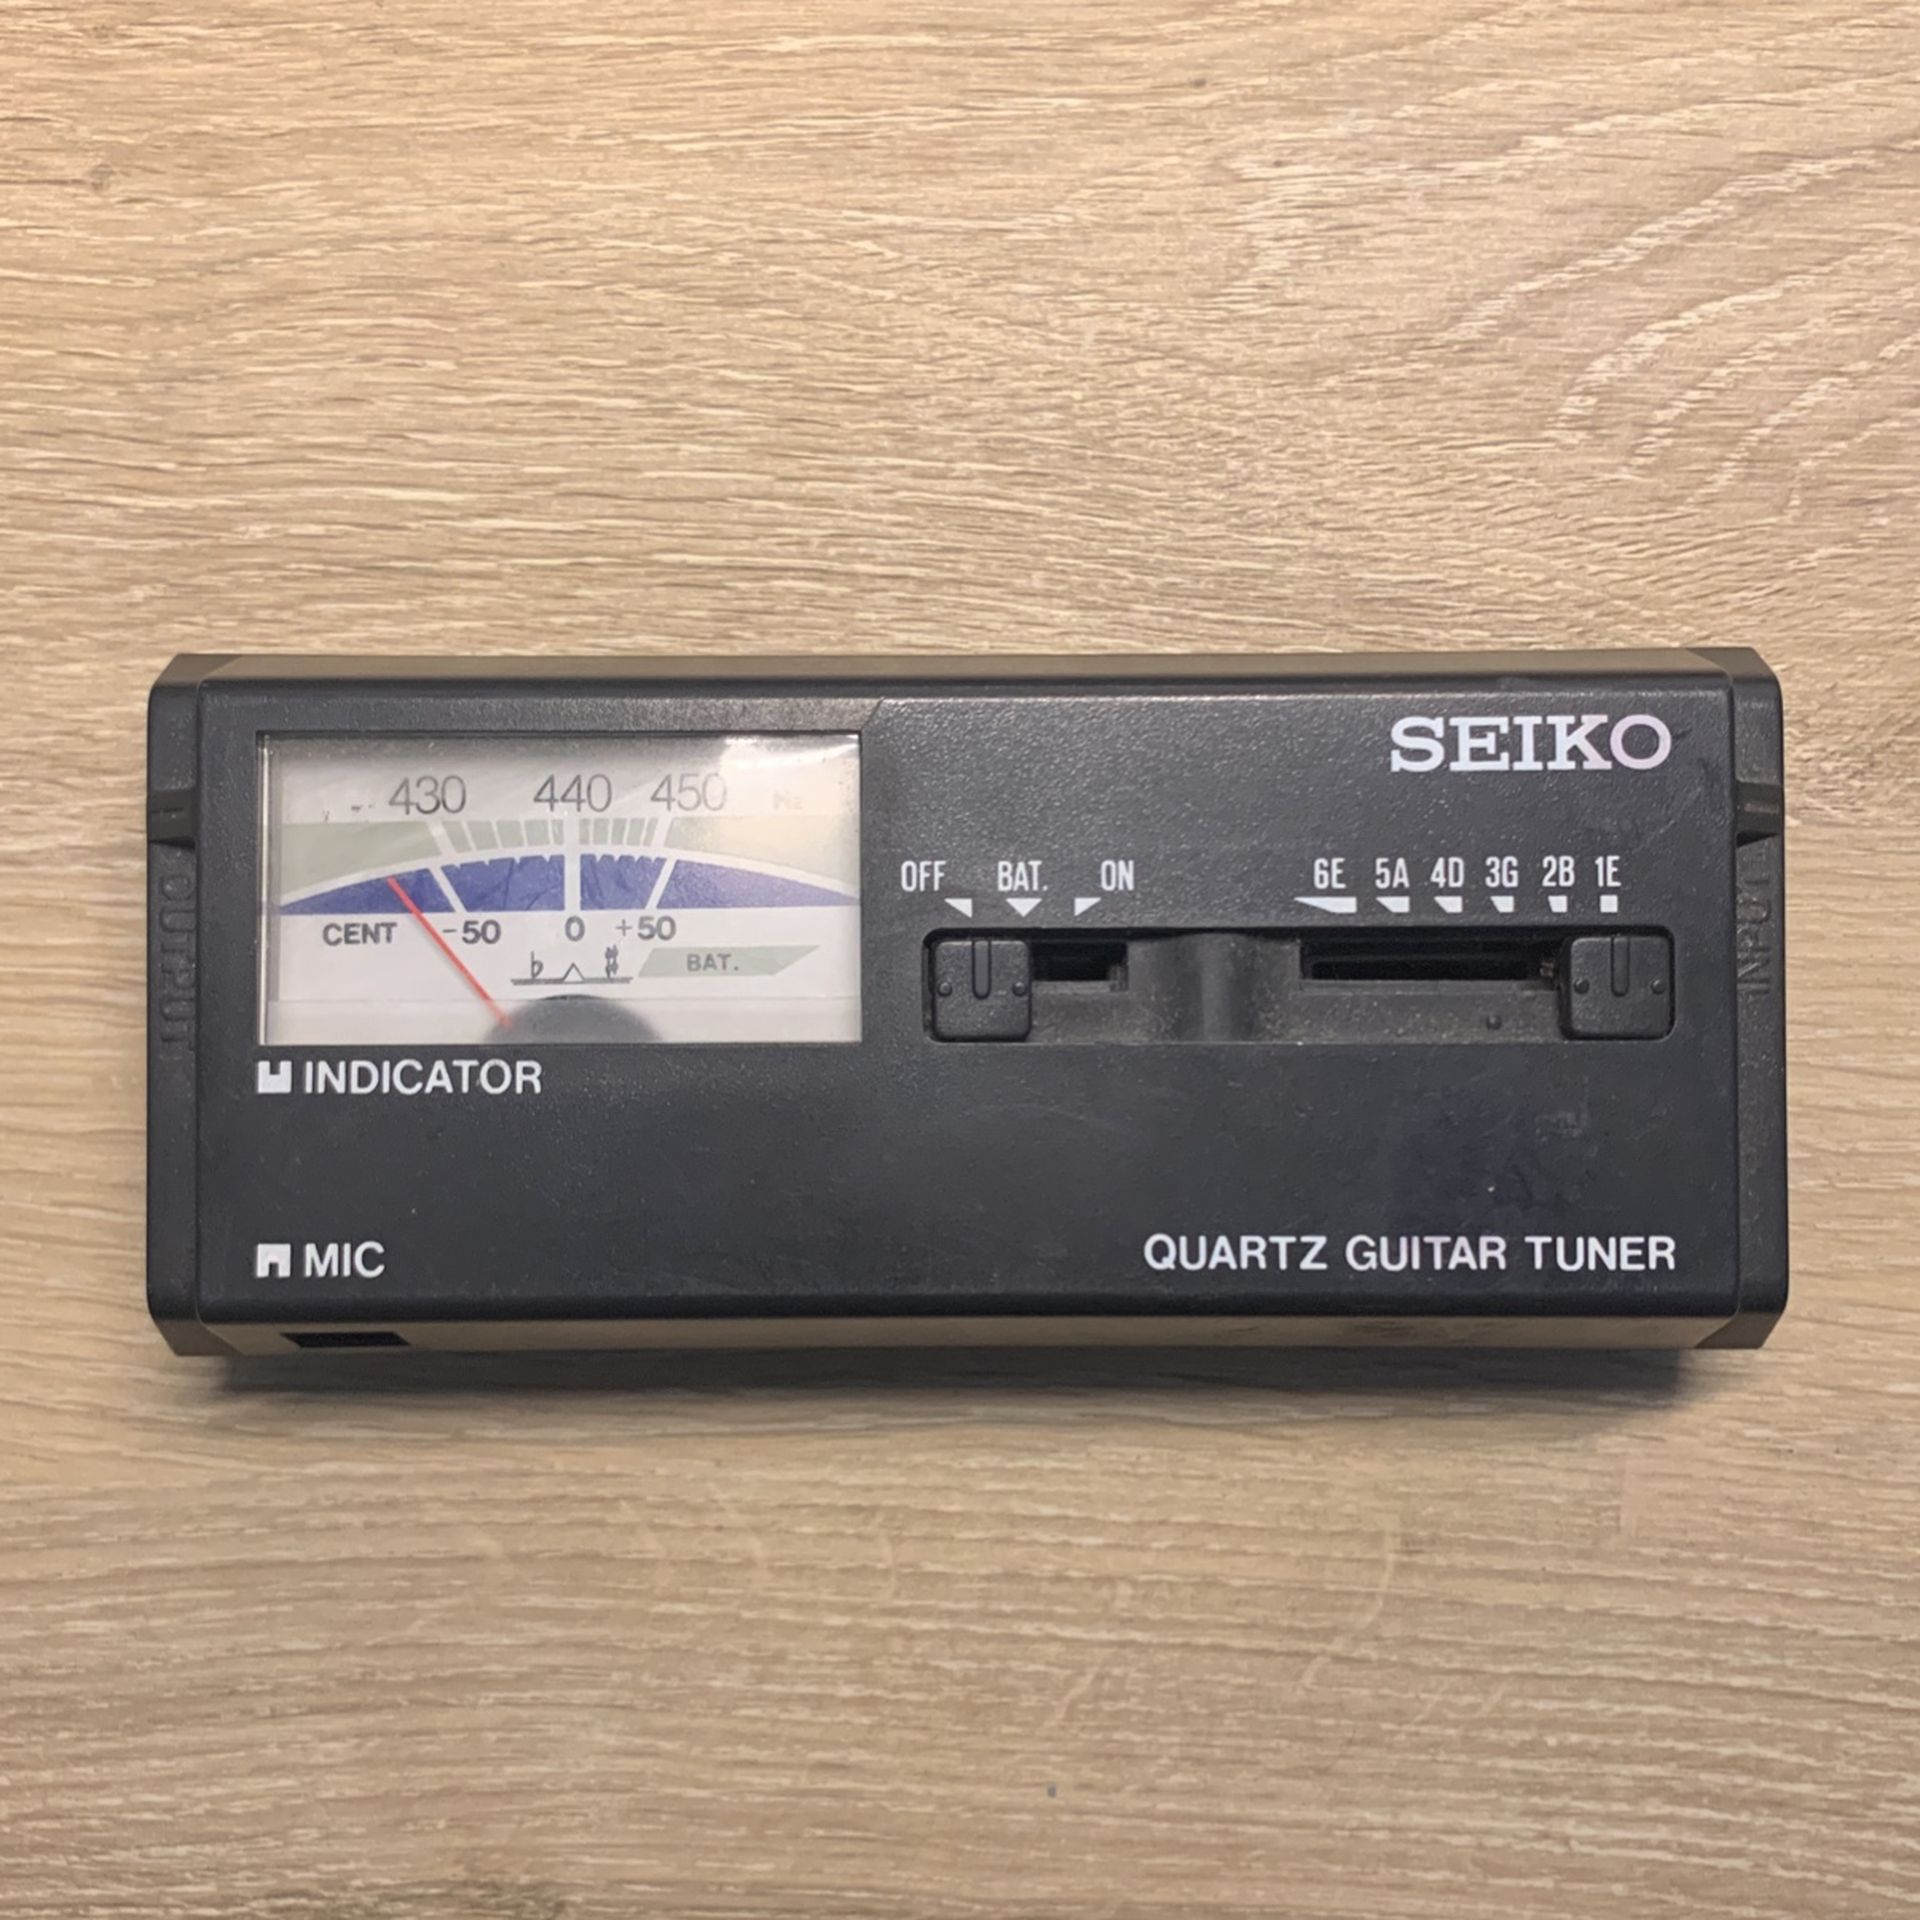 SEIKO
430 440 450 Hz
OFF BAT. ON 6E 5A 4D 3G 2B 1E
CENT -50 0 +50
♭ ♯ BAT.
OUTPUT
INPUT
INDICATOR
MIC
QUARTZ GUITAR TUNER